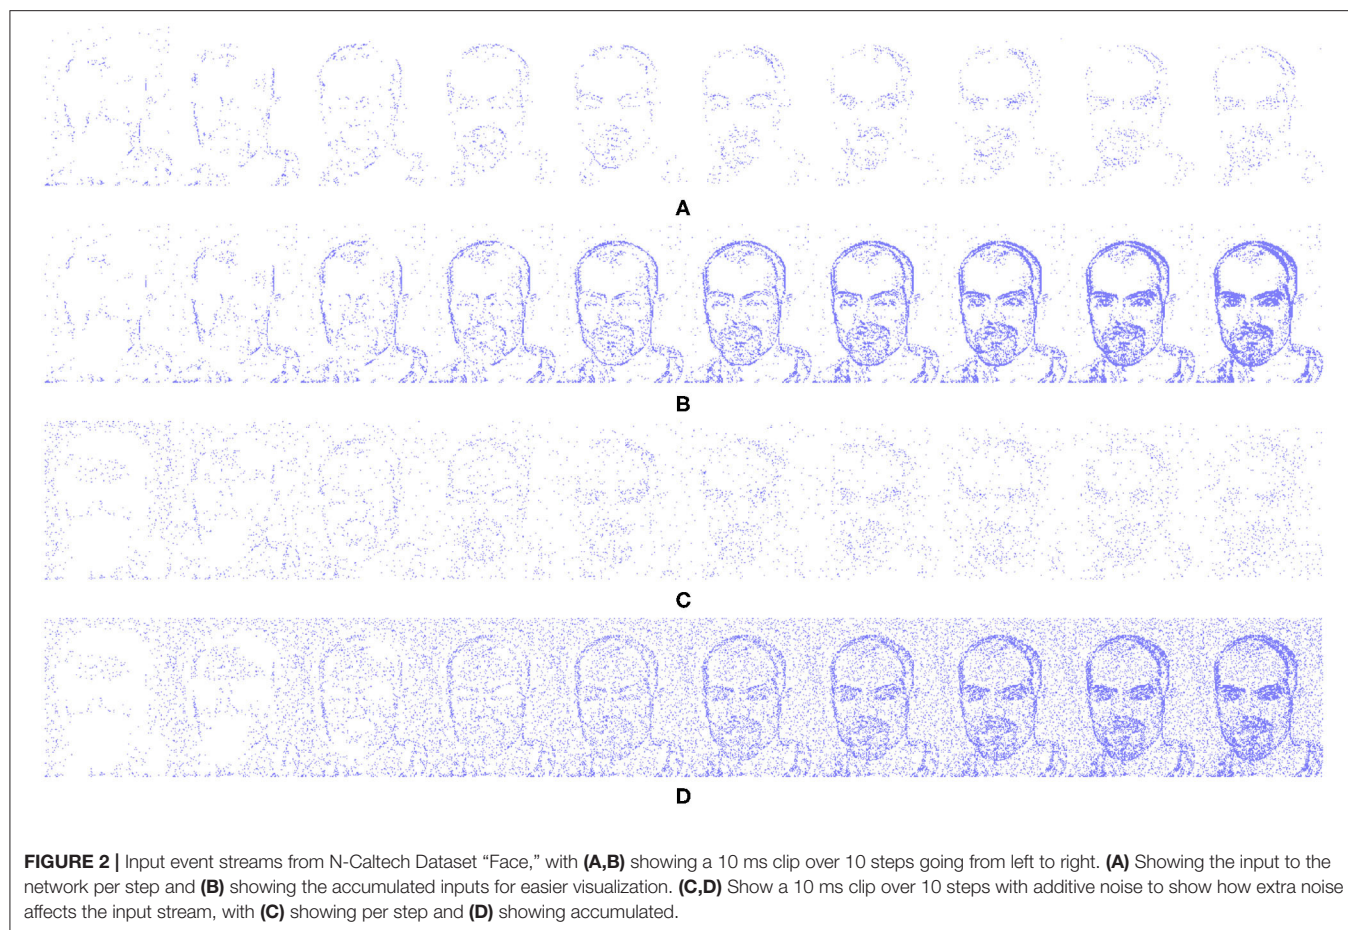 A
B
C
D
FIGURE 2 | Input event streams from N-Caltech Dataset “Face,” with (A,B) showing a 10 ms clip over 10 steps going from left to right. (A) Showing the input to the
network per step and (B) showing the accumulated inputs for easier visualization. (C,D) Show a 10 ms clip over 10 steps with additive noise to show how extra noise
affects the input stream, with (C) showing per step and (D) showing accumulated.